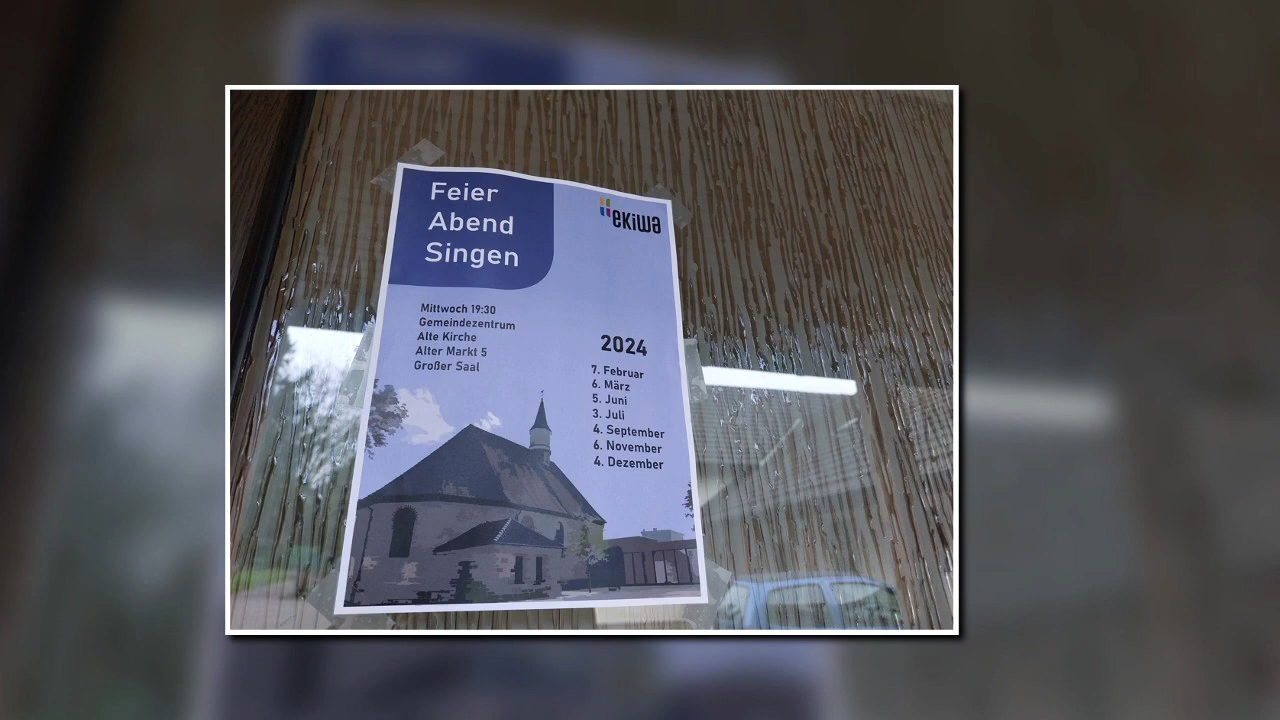 Feier
Abend
Singen
ekiwa
Mittwoch 19:30
Gemeindezentrum
Alte Kirche
Alter Markt 5
Großer Saal
2024
7. Februar
6. März
5. Juni
3. Juli
4. September
6. November
4. Dezember